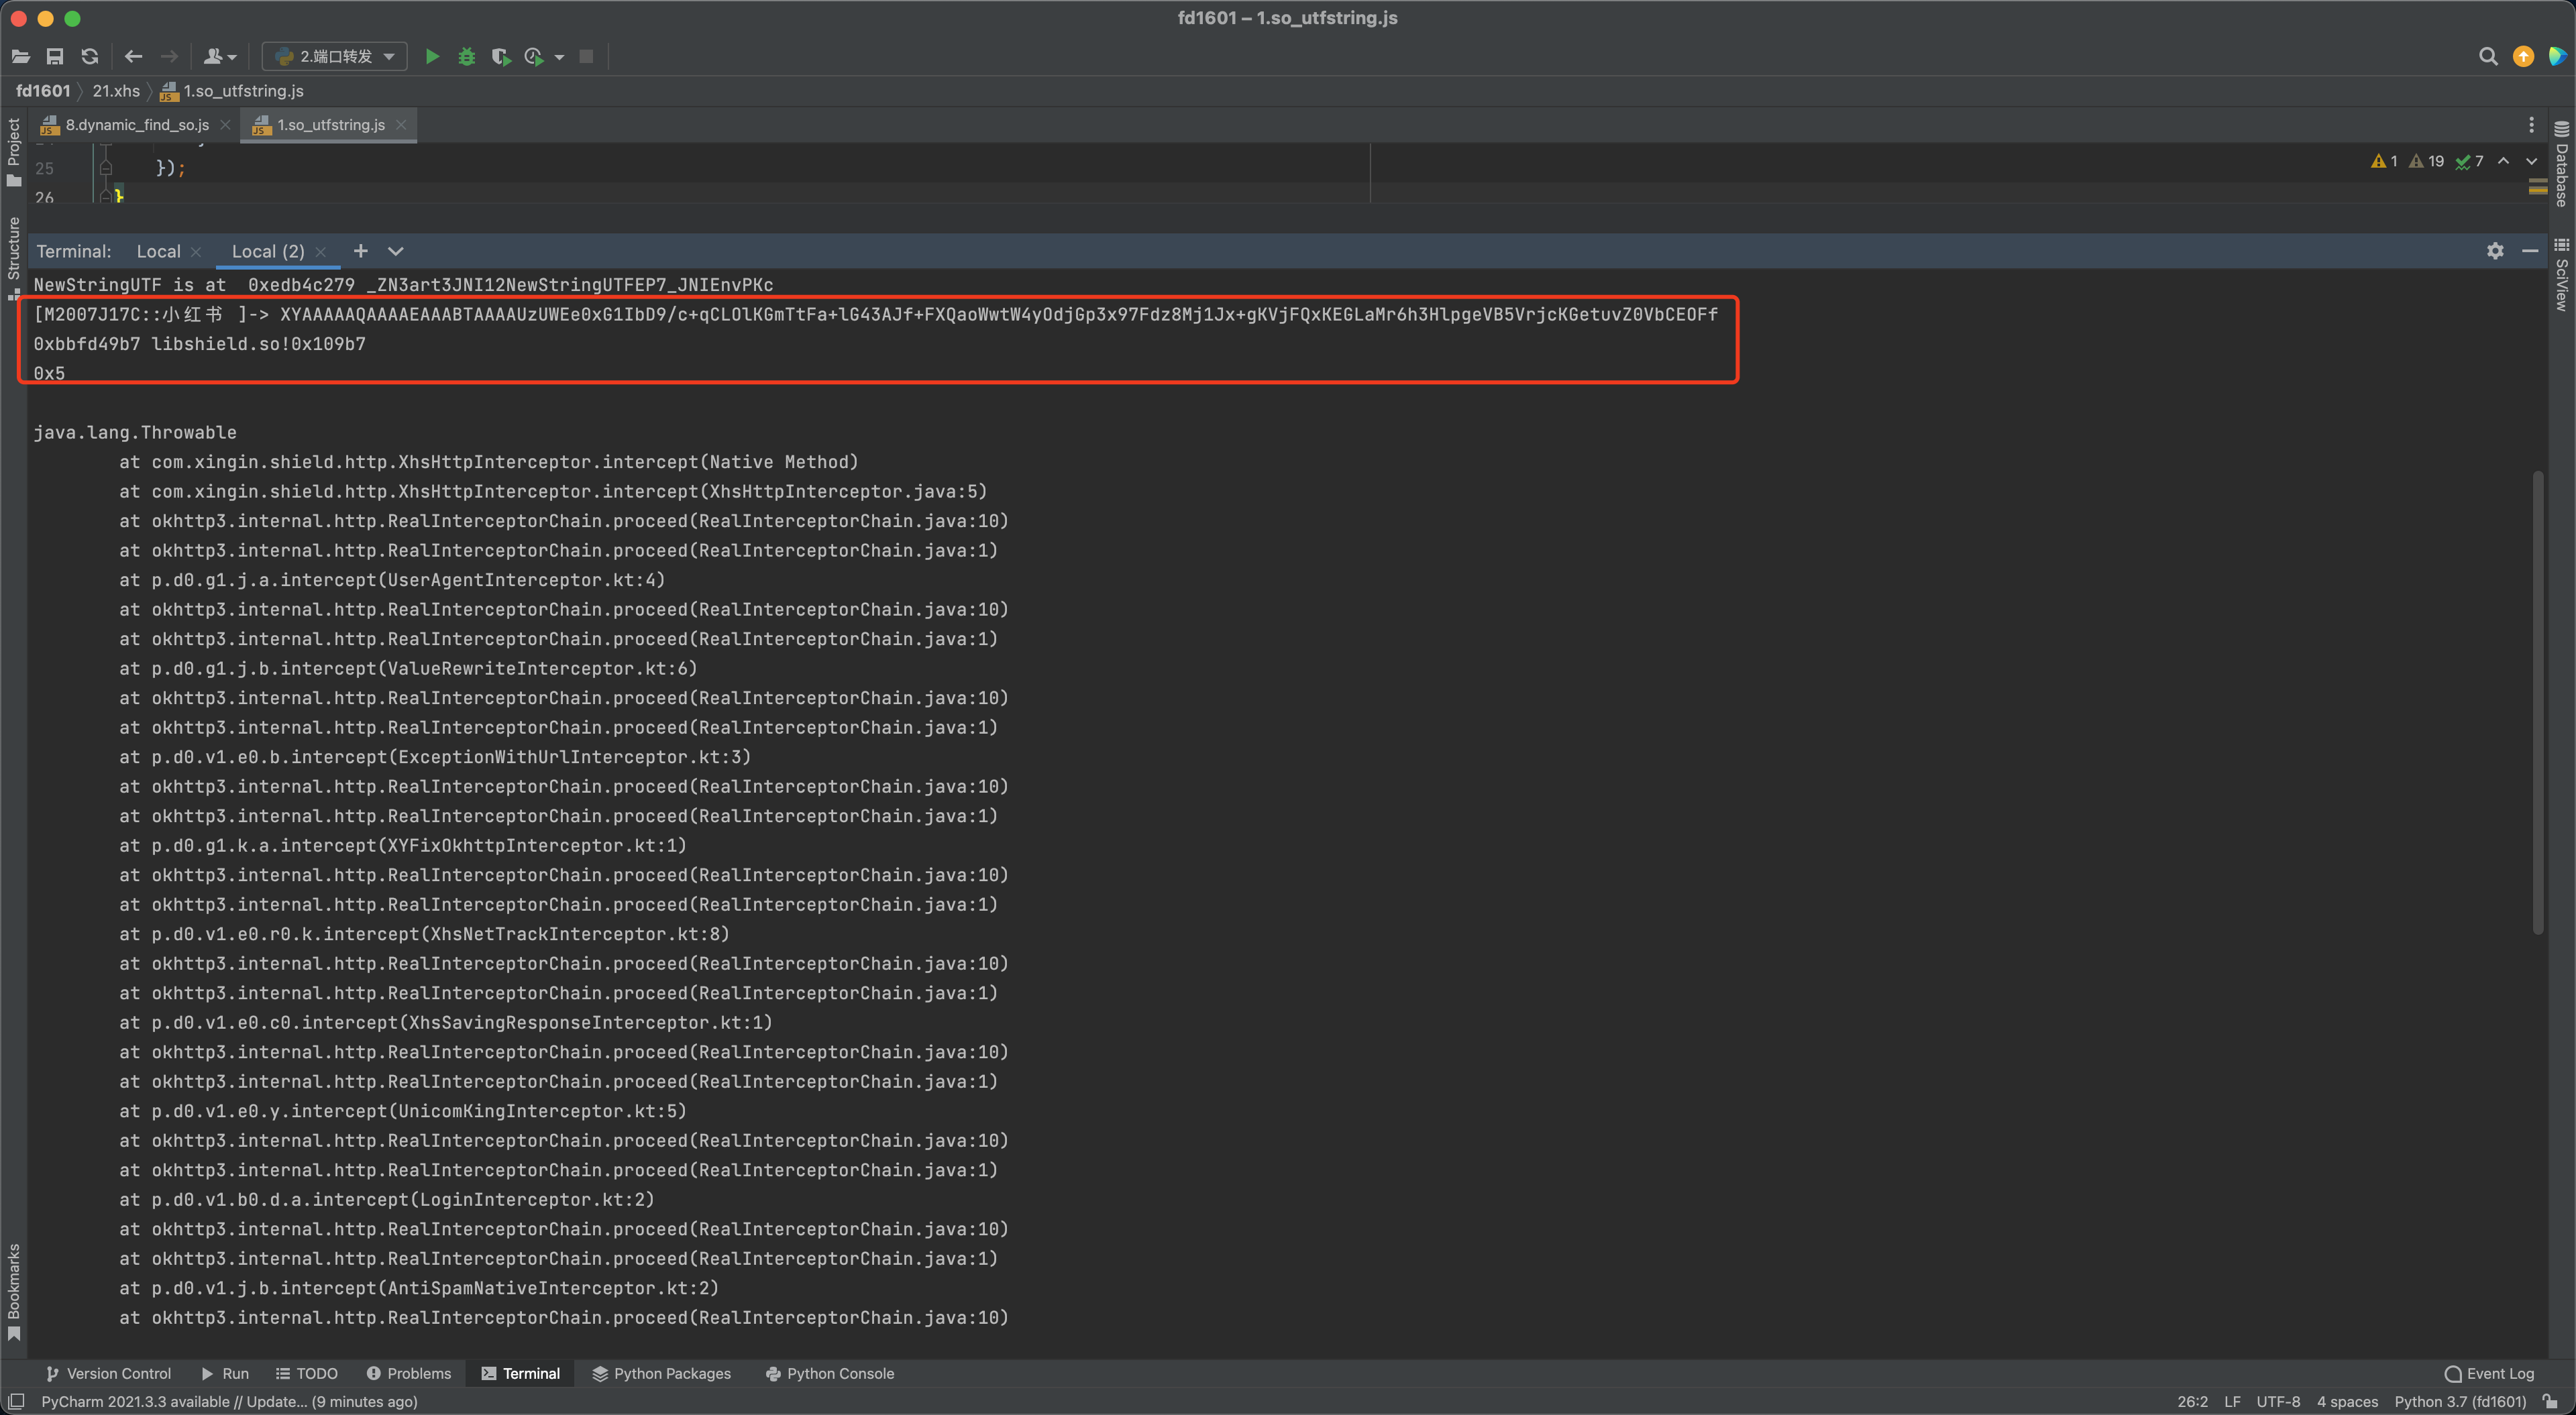 fd1601 – 1.so_utfstring.js
2.端口转发
fd1601 21.xhs 1.so_utfstring.js
8.dynamic_find_so.js 1.so_utfstring.js
Project
Structure
Bookmarks
Database
SciView
25 });
1 19 7
26 }
Terminal: Local Local (2)
NewStringUTF is at  0xedb4c279 _ZN3art3JNI12NewStringUTFEP7_JNIEnvPKc
[M2007J17C::小红书 ]-> XYAAAAAQAAAAEAAABTAAAAUzUWEe0xG1IbD9/c+qCLOlKGmTtFa+lG43AJf+FXQaoWwtW4yOdjGp3x97Fdz8Mj1Jx+gKVjFQxKEGLaMr6h3HlpgeVB5VrjcKGetuvZ0VbCEOFf
0xbbfd49b7 libshield.so!0x109b7
0x5
java.lang.Throwable
at com.xingin.shield.http.XhsHttpInterceptor.intercept(Native Method)
at com.xingin.shield.http.XhsHttpInterceptor.intercept(XhsHttpInterceptor.java:5)
at okhttp3.internal.http.RealInterceptorChain.proceed(RealInterceptorChain.java:10)
at okhttp3.internal.http.RealInterceptorChain.proceed(RealInterceptorChain.java:1)
at p.d0.g1.j.a.intercept(UserAgentInterceptor.kt:4)
at okhttp3.internal.http.RealInterceptorChain.proceed(RealInterceptorChain.java:10)
at okhttp3.internal.http.RealInterceptorChain.proceed(RealInterceptorChain.java:1)
at p.d0.g1.j.b.intercept(ValueRewriteInterceptor.kt:6)
at okhttp3.internal.http.RealInterceptorChain.proceed(RealInterceptorChain.java:10)
at okhttp3.internal.http.RealInterceptorChain.proceed(RealInterceptorChain.java:1)
at p.d0.v1.e0.b.intercept(ExceptionWithUrlInterceptor.kt:3)
at okhttp3.internal.http.RealInterceptorChain.proceed(RealInterceptorChain.java:10)
at okhttp3.internal.http.RealInterceptorChain.proceed(RealInterceptorChain.java:1)
at p.d0.g1.k.a.intercept(XYFixOkhttpInterceptor.kt:1)
at okhttp3.internal.http.RealInterceptorChain.proceed(RealInterceptorChain.java:10)
at okhttp3.internal.http.RealInterceptorChain.proceed(RealInterceptorChain.java:1)
at p.d0.v1.e0.r0.k.intercept(XhsNetTrackInterceptor.kt:8)
at okhttp3.internal.http.RealInterceptorChain.proceed(RealInterceptorChain.java:10)
at okhttp3.internal.http.RealInterceptorChain.proceed(RealInterceptorChain.java:1)
at p.d0.v1.e0.c0.intercept(XhsSavingResponseInterceptor.kt:1)
at okhttp3.internal.http.RealInterceptorChain.proceed(RealInterceptorChain.java:10)
at okhttp3.internal.http.RealInterceptorChain.proceed(RealInterceptorChain.java:1)
at p.d0.v1.e0.y.intercept(UnicomKingInterceptor.kt:5)
at okhttp3.internal.http.RealInterceptorChain.proceed(RealInterceptorChain.java:10)
at okhttp3.internal.http.RealInterceptorChain.proceed(RealInterceptorChain.java:1)
at p.d0.v1.b0.d.a.intercept(LoginInterceptor.kt:2)
at okhttp3.internal.http.RealInterceptorChain.proceed(RealInterceptorChain.java:10)
at okhttp3.internal.http.RealInterceptorChain.proceed(RealInterceptorChain.java:1)
at p.d0.v1.j.b.intercept(AntiSpamNativeInterceptor.kt:2)
at okhttp3.internal.http.RealInterceptorChain.proceed(RealInterceptorChain.java:10)
Version Control Run TODO Problems Terminal Python Packages Python Console Event Log
PyCharm 2021.3.3 available // Update... (9 minutes ago) 26:2 LF UTF-8 4 spaces Python 3.7 (fd1601)